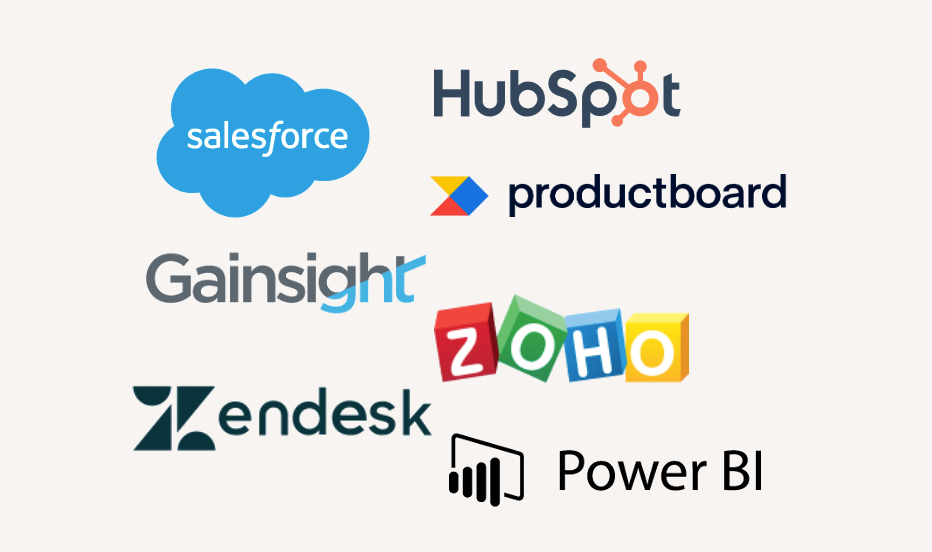 salesforce
HubSpot
productboard
Gainsight
ZOHO
Zendesk
Power BI